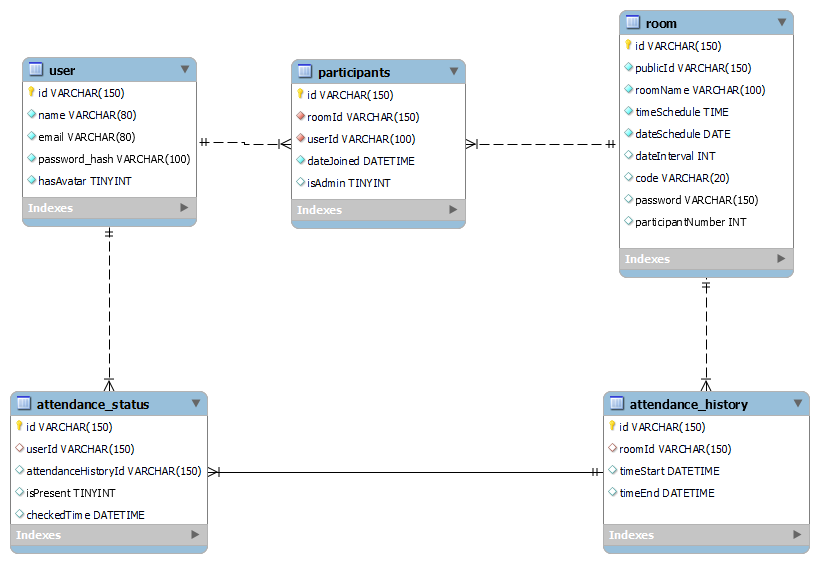 user
id VARCHAR(150)
name VARCHAR(80)
email VARCHAR(80)
password_hash VARCHAR(100)
hasAvatar TINYINT
Indexes
participants
id VARCHAR(150)
roomId VARCHAR(150)
userId VARCHAR(100)
dateJoined DATETIME
isAdmin TINYINT
Indexes
room
id VARCHAR(150)
publicId VARCHAR(150)
roomName VARCHAR(100)
timeSchedule TIME
dateSchedule DATE
dateInterval INT
code VARCHAR(20)
password VARCHAR(150)
participantNumber INT
Indexes
attendance_status
id VARCHAR(150)
userId VARCHAR(150)
attendanceHistoryId VARCHAR(150)
isPresent TINYINT
checkedTime DATETIME
Indexes
attendance_history
id VARCHAR(150)
roomId VARCHAR(150)
timeStart DATETIME
timeEnd DATETIME
Indexes